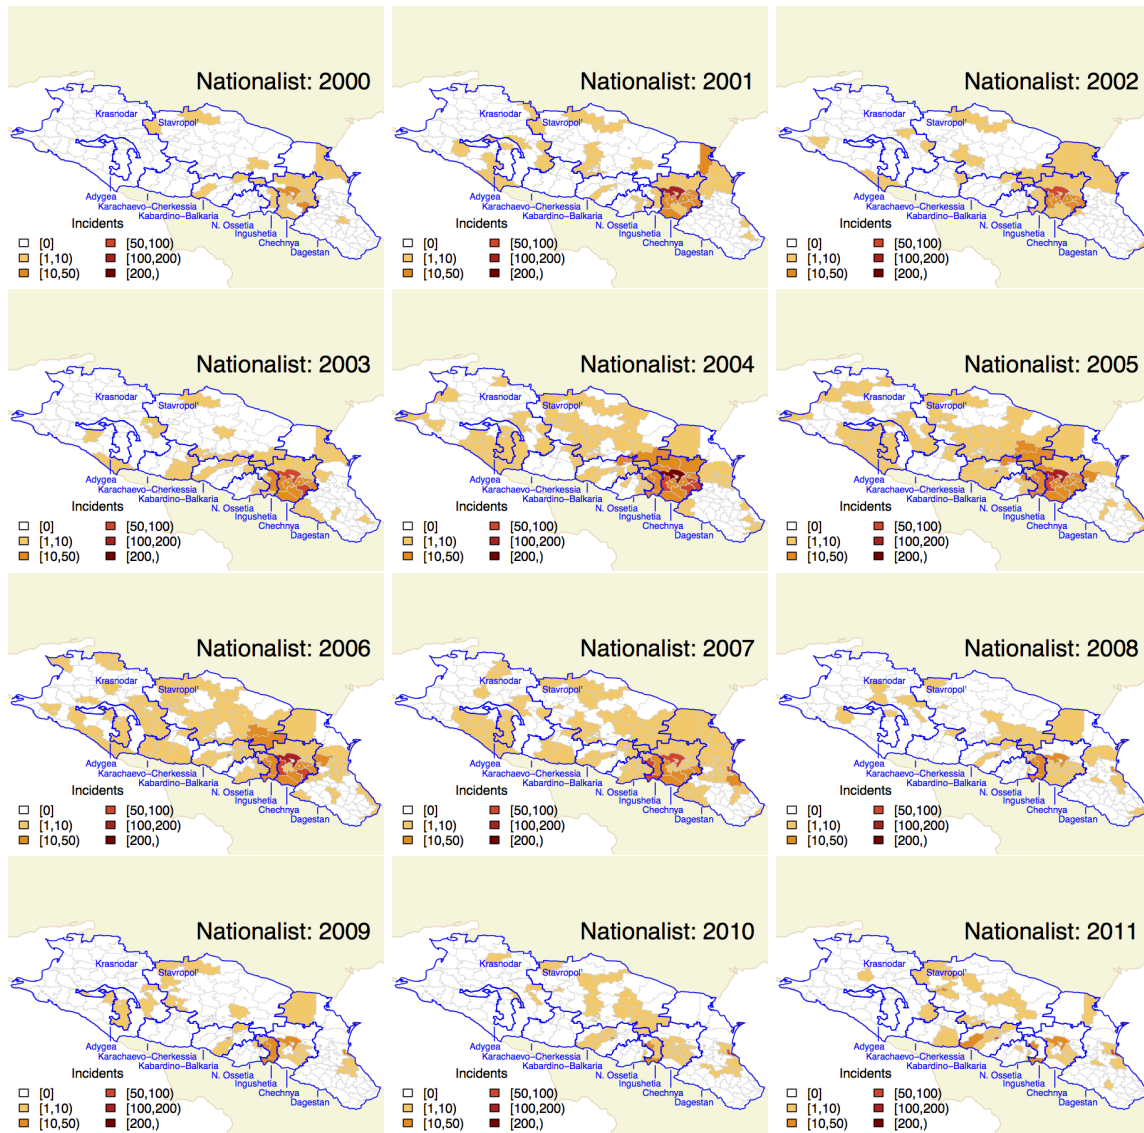 Nationalist: 2000
Krasnodar
Stavropol'
Adygea
Karachaevo−Cherkessia
Kabardino−Balkaria
N. Ossetia
Ingushetia
Chechnya
Dagestan
Incidents
[0] [50,100)
[1,10) [100,200)
[10,50) [200,)
Nationalist: 2001
Krasnodar
Stavropol'
Adygea
Karachaevo−Cherkessia
Kabardino−Balkaria
N. Ossetia
Ingushetia
Chechnya
Dagestan
Incidents
[0] [50,100)
[1,10) [100,200)
[10,50) [200,)
Nationalist: 2002
Krasnodar
Stavropol'
Adygea
Karachaevo−Cherkessia
Kabardino−Balkaria
N. Ossetia
Ingushetia
Chechnya
Dagestan
Incidents
[0] [50,100)
[1,10) [100,200)
[10,50) [200,)
Nationalist: 2003
Krasnodar
Stavropol'
Adygea
Karachaevo−Cherkessia
Kabardino−Balkaria
N. Ossetia
Ingushetia
Chechnya
Dagestan
Incidents
[0] [50,100)
[1,10) [100,200)
[10,50) [200,)
Nationalist: 2004
Krasnodar
Stavropol'
Adygea
Karachaevo−Cherkessia
Kabardino−Balkaria
N. Ossetia
Ingushetia
Chechnya
Dagestan
Incidents
[0] [50,100)
[1,10) [100,200)
[10,50) [200,)
Nationalist: 2005
Krasnodar
Stavropol'
Adygea
Karachaevo−Cherkessia
Kabardino−Balkaria
N. Ossetia
Ingushetia
Chechnya
Dagestan
Incidents
[0] [50,100)
[1,10) [100,200)
[10,50) [200,)
Nationalist: 2006
Krasnodar
Stavropol'
Adygea
Karachaevo−Cherkessia
Kabardino−Balkaria
N. Ossetia
Ingushetia
Chechnya
Dagestan
Incidents
[0] [50,100)
[1,10) [100,200)
[10,50) [200,)
Nationalist: 2007
Krasnodar
Stavropol'
Adygea
Karachaevo−Cherkessia
Kabardino−Balkaria
N. Ossetia
Ingushetia
Chechnya
Dagestan
Incidents
[0] [50,100)
[1,10) [100,200)
[10,50) [200,)
Nationalist: 2008
Krasnodar
Stavropol'
Adygea
Karachaevo−Cherkessia
Kabardino−Balkaria
N. Ossetia
Ingushetia
Chechnya
Dagestan
Incidents
[0] [50,100)
[1,10) [100,200)
[10,50) [200,)
Nationalist: 2009
Krasnodar
Stavropol'
Adygea
Karachaevo−Cherkessia
Kabardino−Balkaria
N. Ossetia
Ingushetia
Chechnya
Dagestan
Incidents
[0] [50,100)
[1,10) [100,200)
[10,50) [200,)
Nationalist: 2010
Krasnodar
Stavropol'
Adygea
Karachaevo−Cherkessia
Kabardino−Balkaria
N. Ossetia
Ingushetia
Chechnya
Dagestan
Incidents
[0] [50,100)
[1,10) [100,200)
[10,50) [200,)
Nationalist: 2011
Krasnodar
Stavropol'
Adygea
Karachaevo−Cherkessia
Kabardino−Balkaria
N. Ossetia
Ingushetia
Chechnya
Dagestan
Incidents
[0] [50,100)
[1,10) [100,200)
[10,50) [200,)